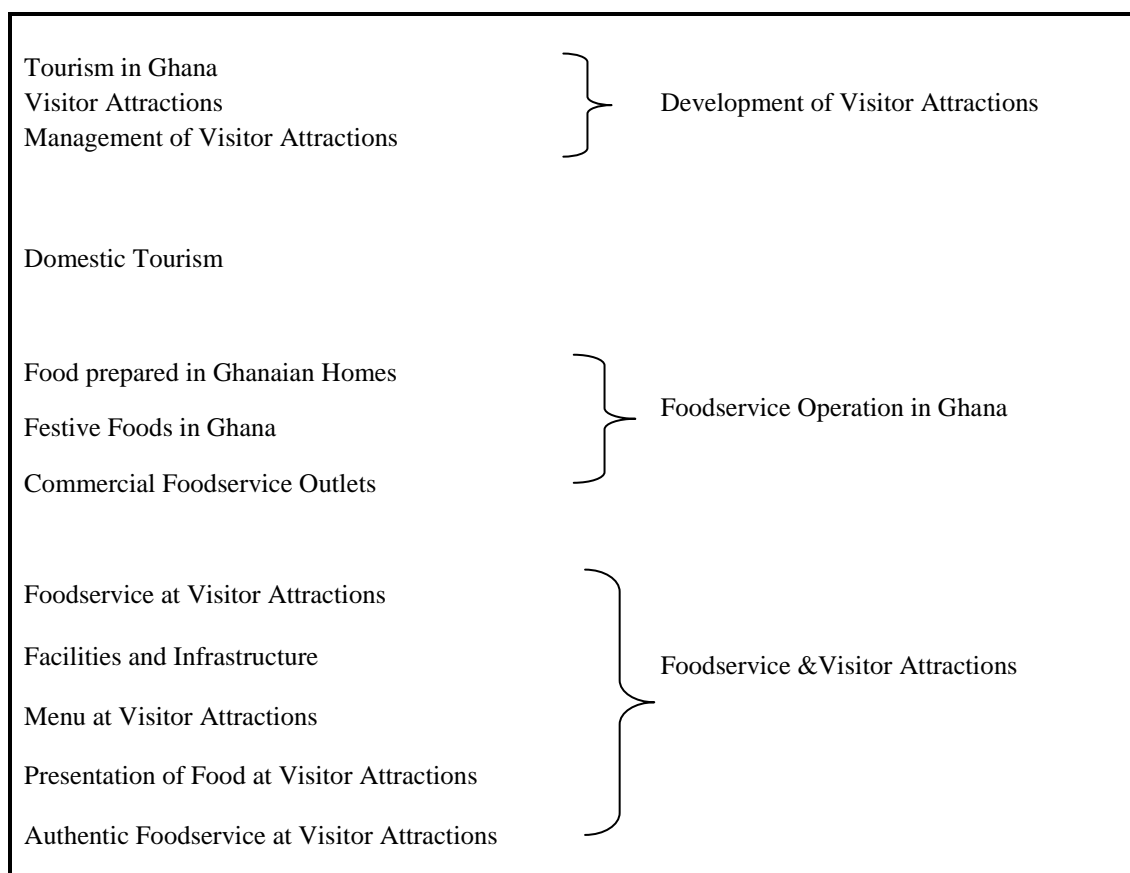 Tourism in Ghana
Visitor Attractions
Management of Visitor Attractions
Development of Visitor Attractions
Domestic Tourism
Food prepared in Ghanaian Homes
Festive Foods in Ghana
Commercial Foodservice Outlets
Foodservice Operation in Ghana
Foodservice at Visitor Attractions
Facilities and Infrastructure
Menu at Visitor Attractions
Presentation of Food at Visitor Attractions
Authentic Foodservice at Visitor Attractions
Foodservice &Visitor Attractions